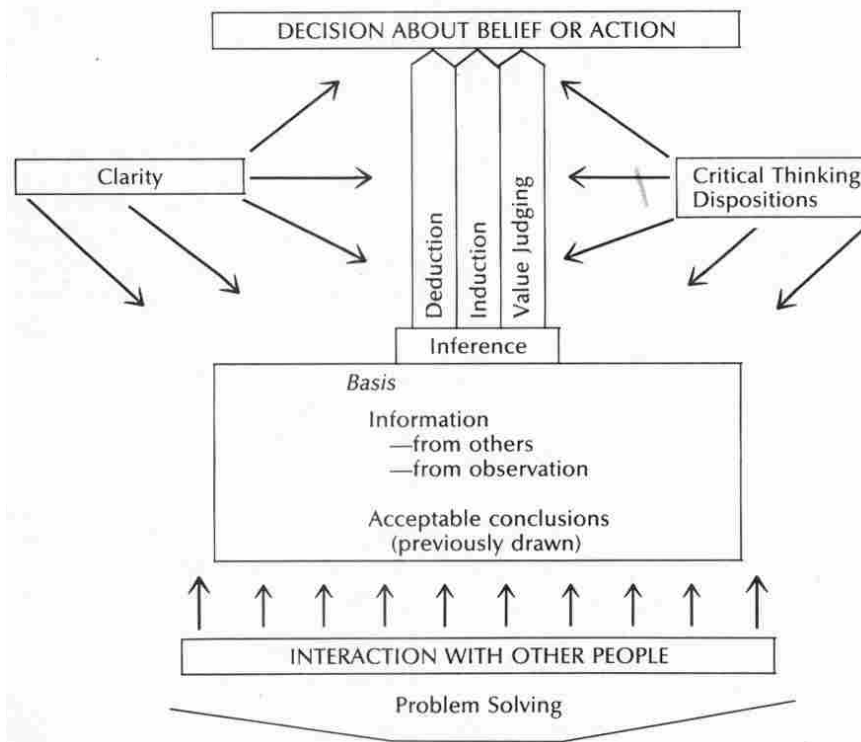 DECISION ABOUT BELIEF OR ACTION
Clarity
Critical Thinking
Dispositions
Deduction
Induction
Value Judging
Inference
Basis
Information
—from others
—from observation
Acceptable conclusions
(previously drawn)
INTERACTION WITH OTHER PEOPLE
Problem Solving